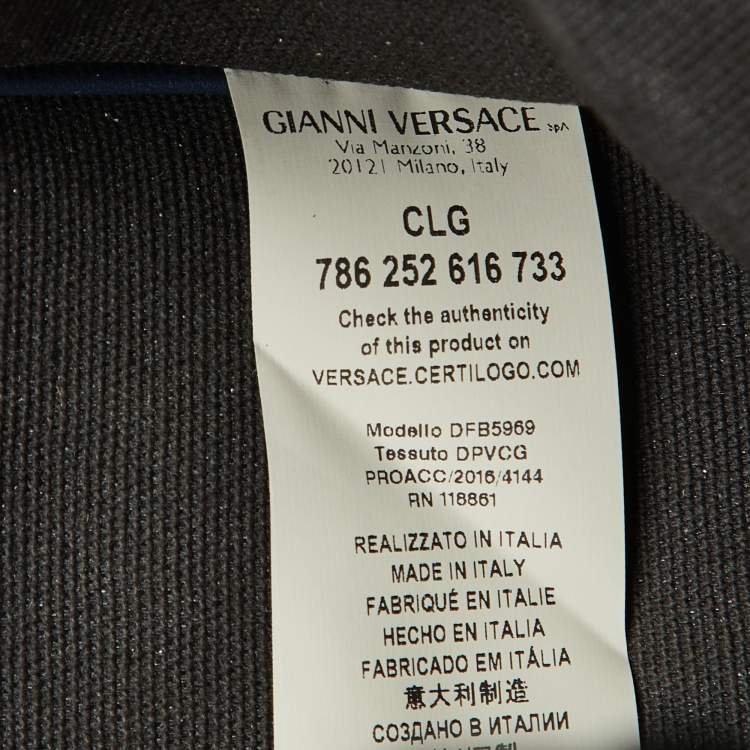 GIANNI VERSACE SpA
Via Manzoni, 38
20121 Milano, Italy
CLG
786 252 616 733
Check the authenticity
of this product on
VERSACE.CERTILOGO.COM
Modello DFB5969
Tessuto DPVCG
PROACC/2016/4144
RN 118861
REALIZZATO IN ITALIA
MADE IN ITALY
FABRIQUÉ EN ITALIE
HECHO EN ITALIA
FABRICADO EM ITÁLIA
意大利制造
СОЗДАНО В ИТАЛИИ